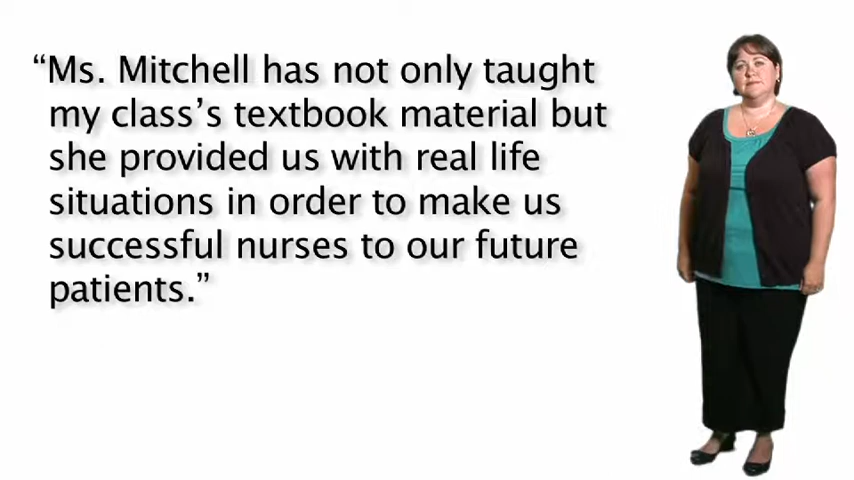 “Ms. Mitchell has not only taught
my class’s textbook material but
she provided us with real life
situations in order to make us
successful nurses to our future
patients.”